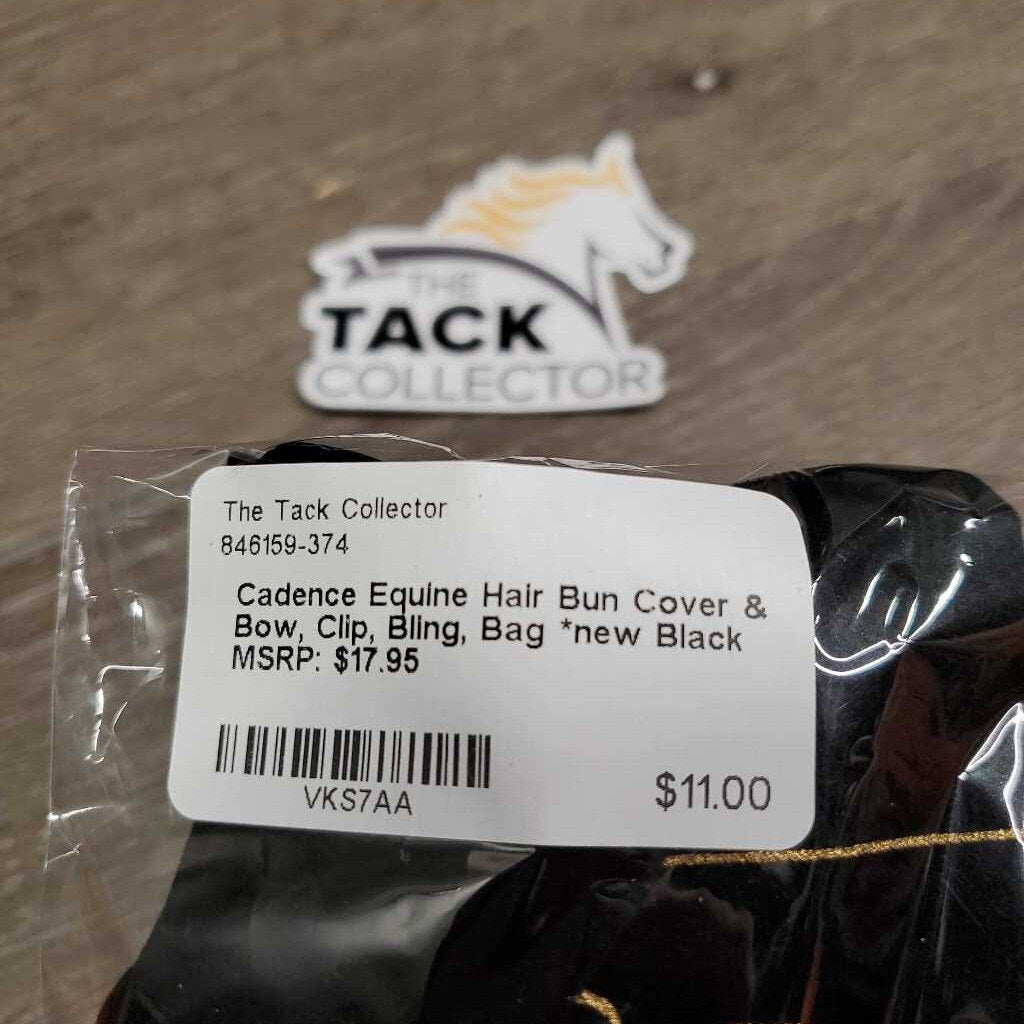 THE
TACK
COLLECTOR
The Tack Collector
846159-374
Cadence Equine Hair Bun Cover &
Bow, Clip, Bling, Bag *new Black
MSRP: $17.95
VKS7AA
$11.00